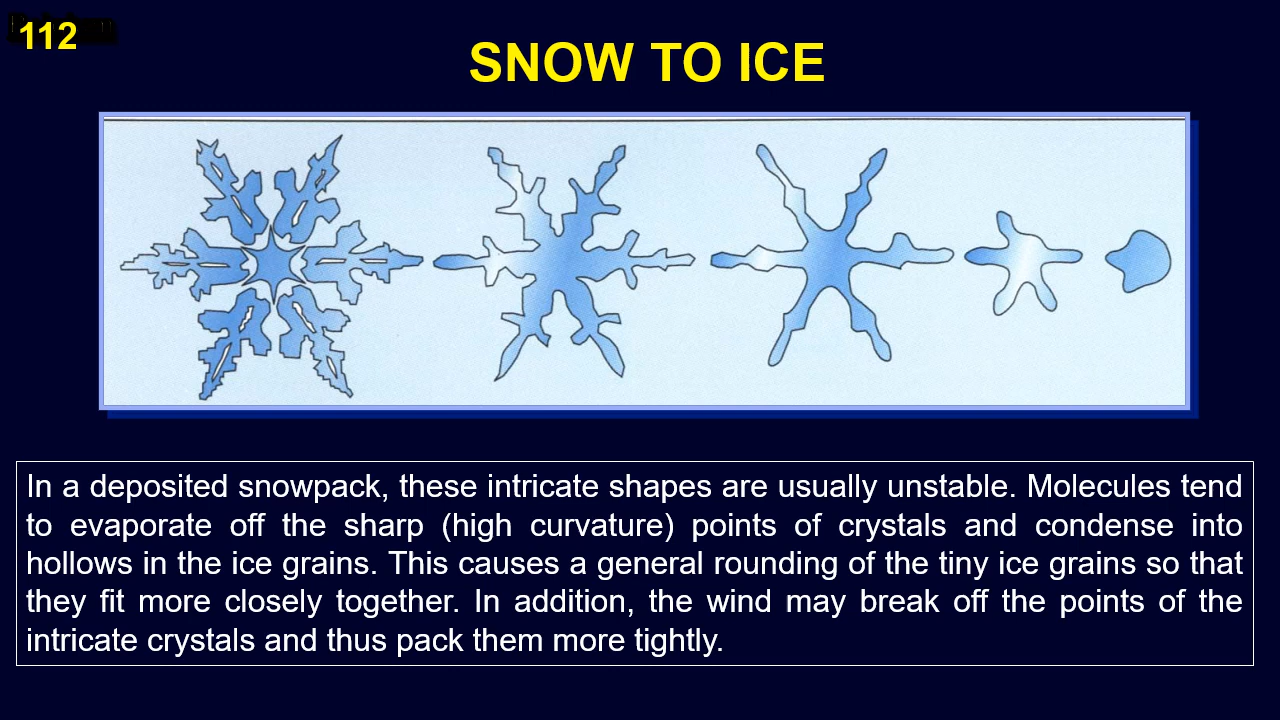 112
SNOW TO ICE
In a deposited snowpack, these intricate shapes are usually unstable. Molecules tend
to evaporate off the sharp (high curvature) points of crystals and condense into
hollows in the ice grains. This causes a general rounding of the tiny ice grains so that
they fit more closely together. In addition, the wind may break off the points of the
intricate crystals and thus pack them more tightly.